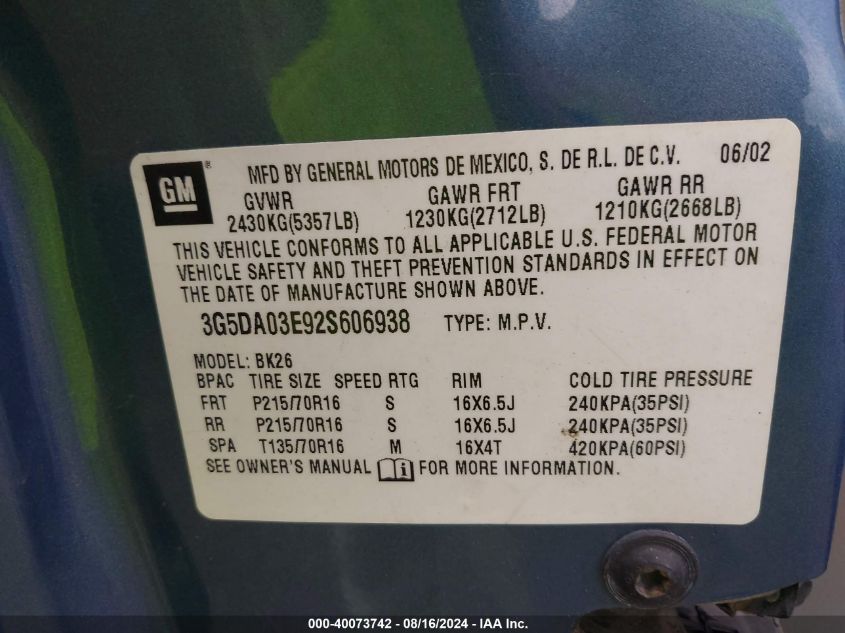 GM ® MFD BY GENERAL MOTORS DE MEXICO, S. DE R.L. DE C.V. 06/02
GVWR GAWR FRT GAWR RR
2430KG(5357LB) 1230KG(2712LB) 1210KG(2668LB)
THIS VEHICLE CONFORMS TO ALL APPLICABLE U.S. FEDERAL MOTOR
VEHICLE SAFETY AND THEFT PREVENTION STANDARDS IN EFFECT ON
THE DATE OF MANUFACTURE SHOWN ABOVE.
3G5DA03E92S606938 TYPE: M.P.V.
MODEL: BK26
BPAC TIRE SIZE SPEED RTG RIM COLD TIRE PRESSURE
FRT P215/70R16 S 16X6.5J 240KPA(35PSI)
RR P215/70R16 S 16X6.5J 240KPA(35PSI)
SPA T135/70R16 M 16X4T 420KPA(60PSI)
SEE OWNER'S MANUAL i FOR MORE INFORMATION.
000-40073742 / 08/16/2024 - IAA Inc.